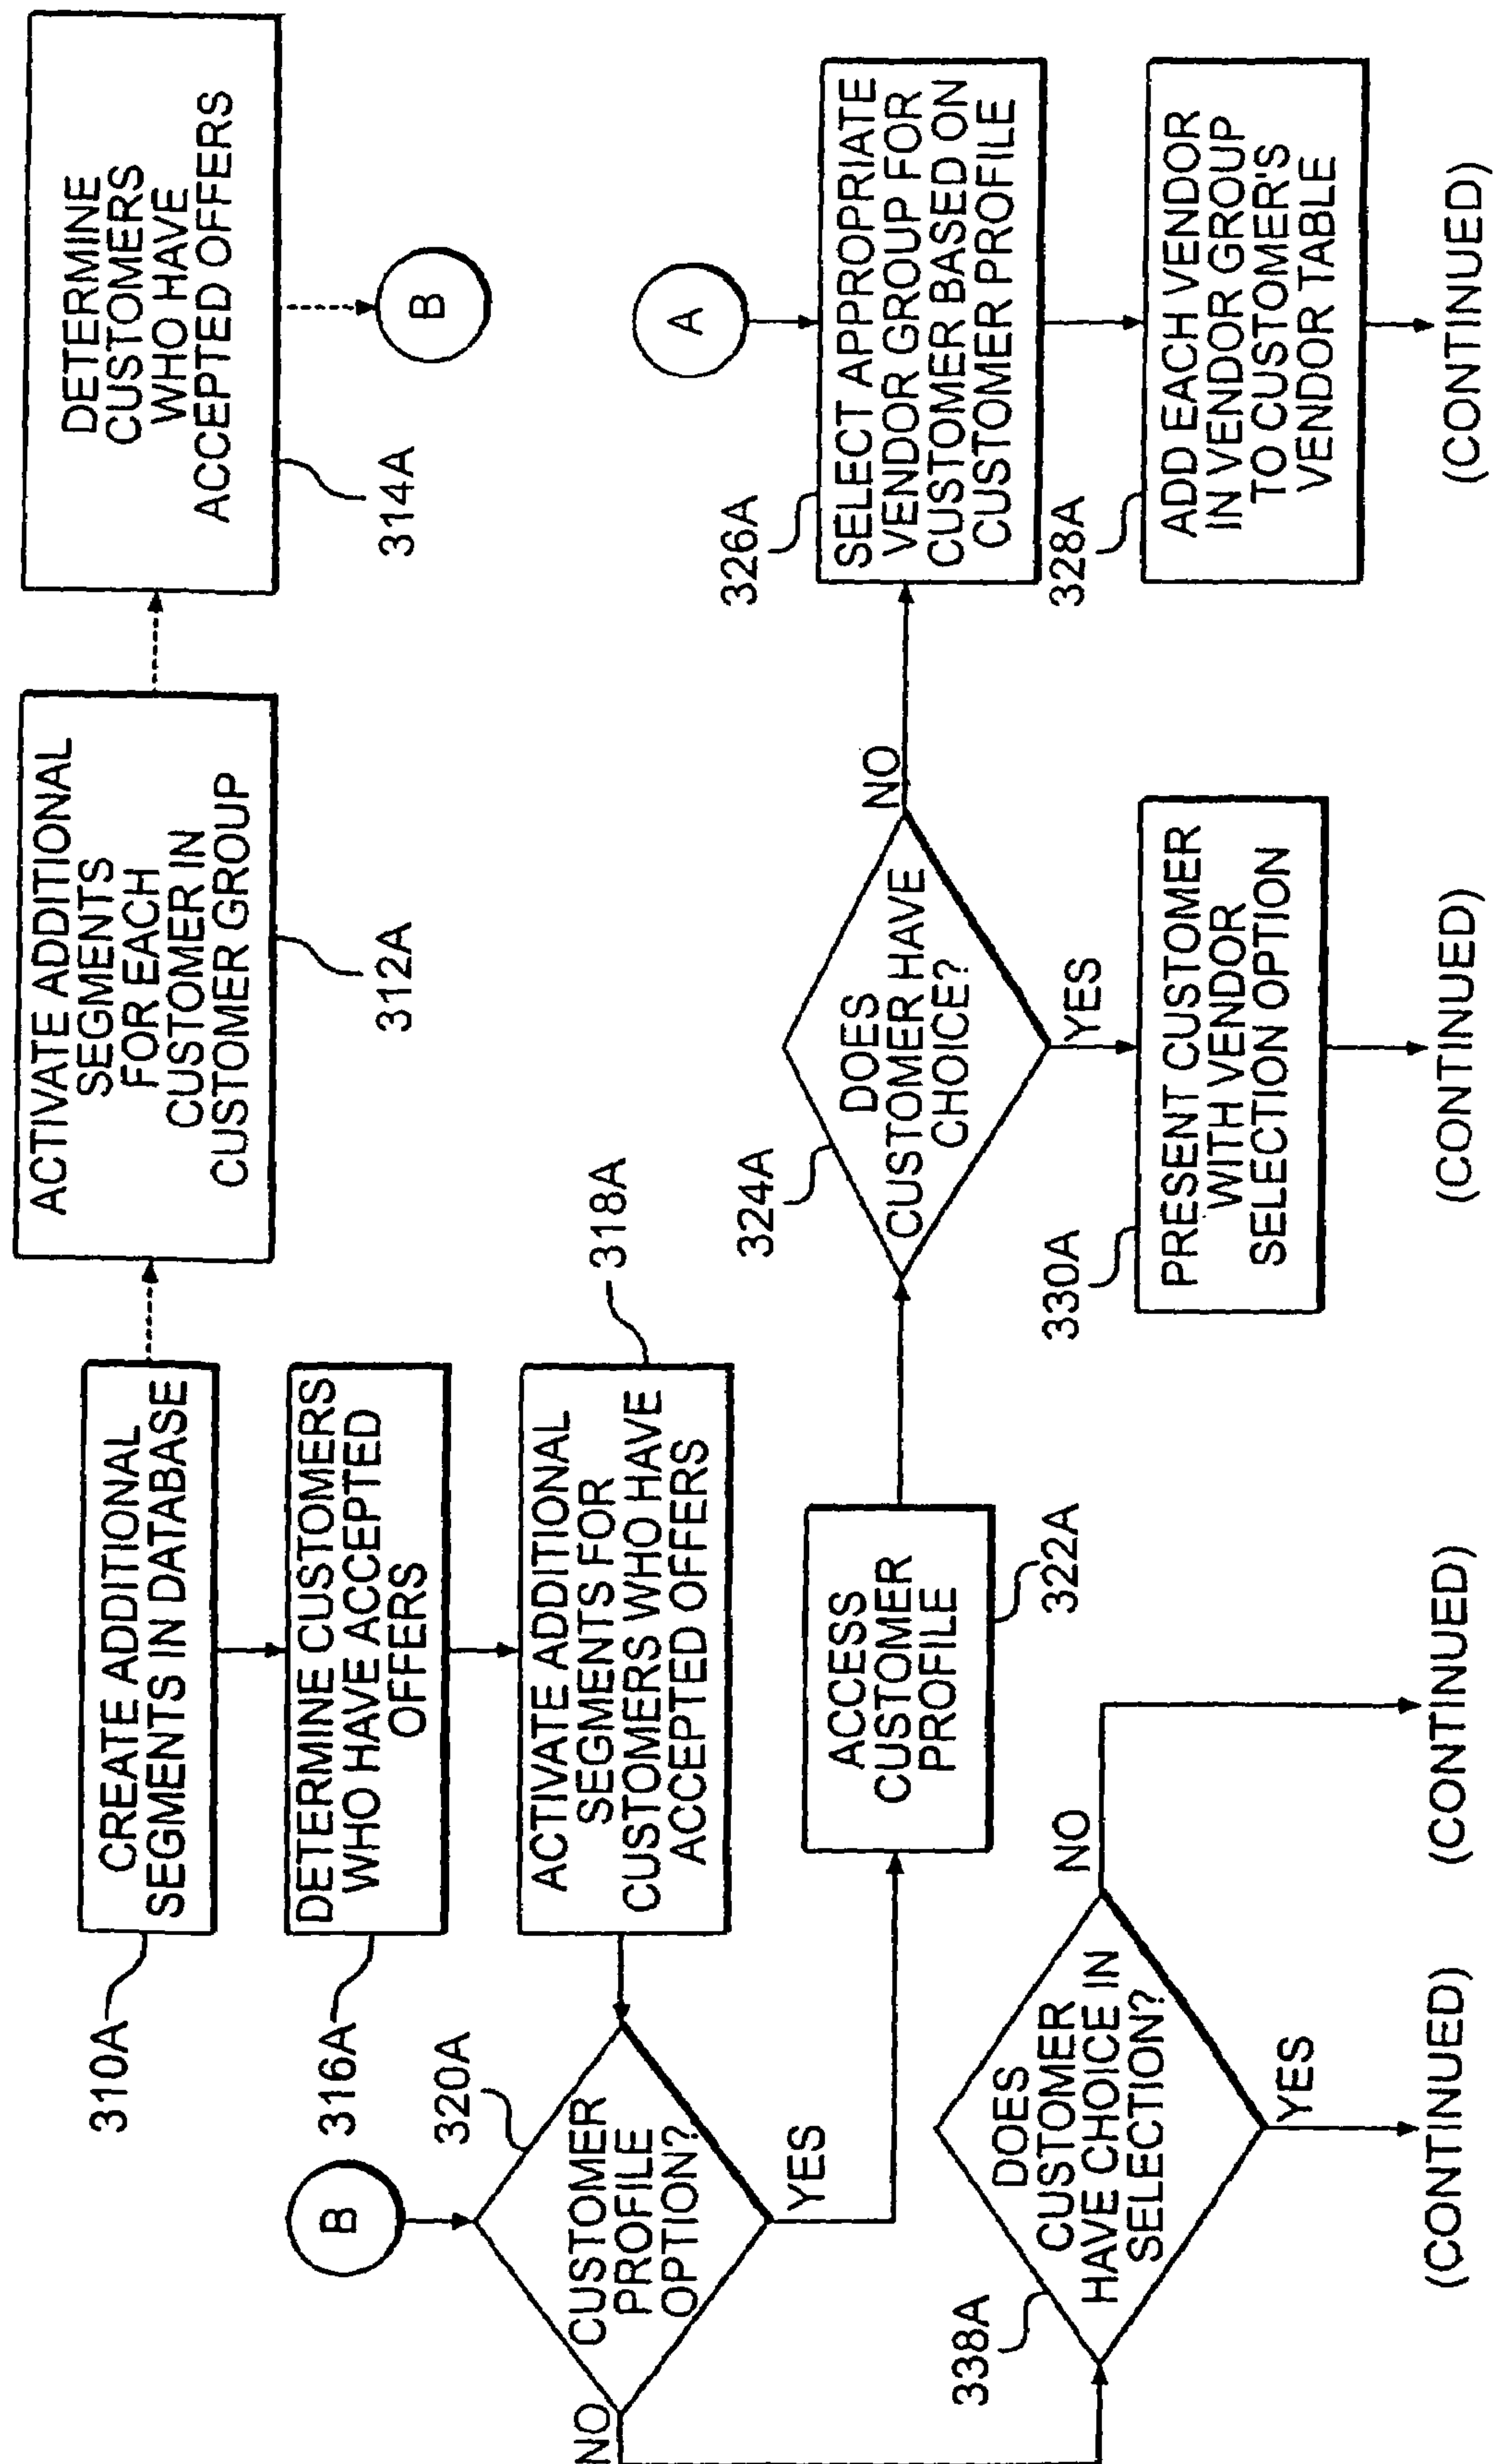 310A
CREATE ADDITIONAL
SEGMENTS IN DATABASE
ACTIVATE ADDITIONAL
SEGMENTS
FOR EACH
CUSTOMER IN
CUSTOMER GROUP
312A
DETERMINE
CUSTOMERS
WHO HAVE
ACCEPTED OFFERS
314A
B
316A
DETERMINE CUSTOMERS
WHO HAVE ACCEPTED
OFFERS
318A
ACTIVATE ADDITIONAL
SEGMENTS FOR
CUSTOMERS WHO HAVE
ACCEPTED OFFERS
B
320A
CUSTOMER
PROFILE
OPTION?
NO
YES
ACCESS
CUSTOMER
PROFILE
322A
324A
DOES
CUSTOMER HAVE
CHOICE?
NO
YES
A
326A
SELECT APPROPRIATE
VENDOR GROUP FOR
CUSTOMER BASED ON
CUSTOMER PROFILE
328A
ADD EACH VENDOR
IN VENDOR GROUP
TO CUSTOMER'S
VENDOR TABLE
(CONTINUED)
330A
PRESENT CUSTOMER
WITH VENDOR
SELECTION OPTION
(CONTINUED)
338A
DOES
CUSTOMER
HAVE CHOICE IN
SELECTION?
NO
YES
(CONTINUED)
(CONTINUED)